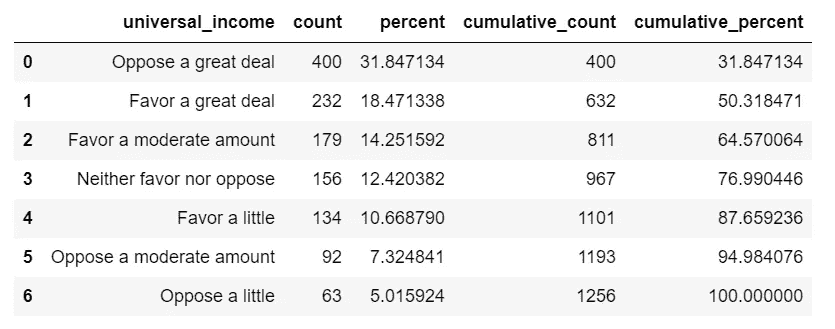 universal_income count percent cumulative_count cumulative_percent
0 Oppose a great deal 400 31.847134 400 31.847134
1 Favor a great deal 232 18.471338 632 50.318471
2 Favor a moderate amount 179 14.251592 811 64.570064
3 Neither favor nor oppose 156 12.420382 967 76.990446
4 Favor a little 134 10.668790 1101 87.659236
5 Oppose a moderate amount 92 7.324841 1193 94.984076
6 Oppose a little 63 5.015924 1256 100.000000